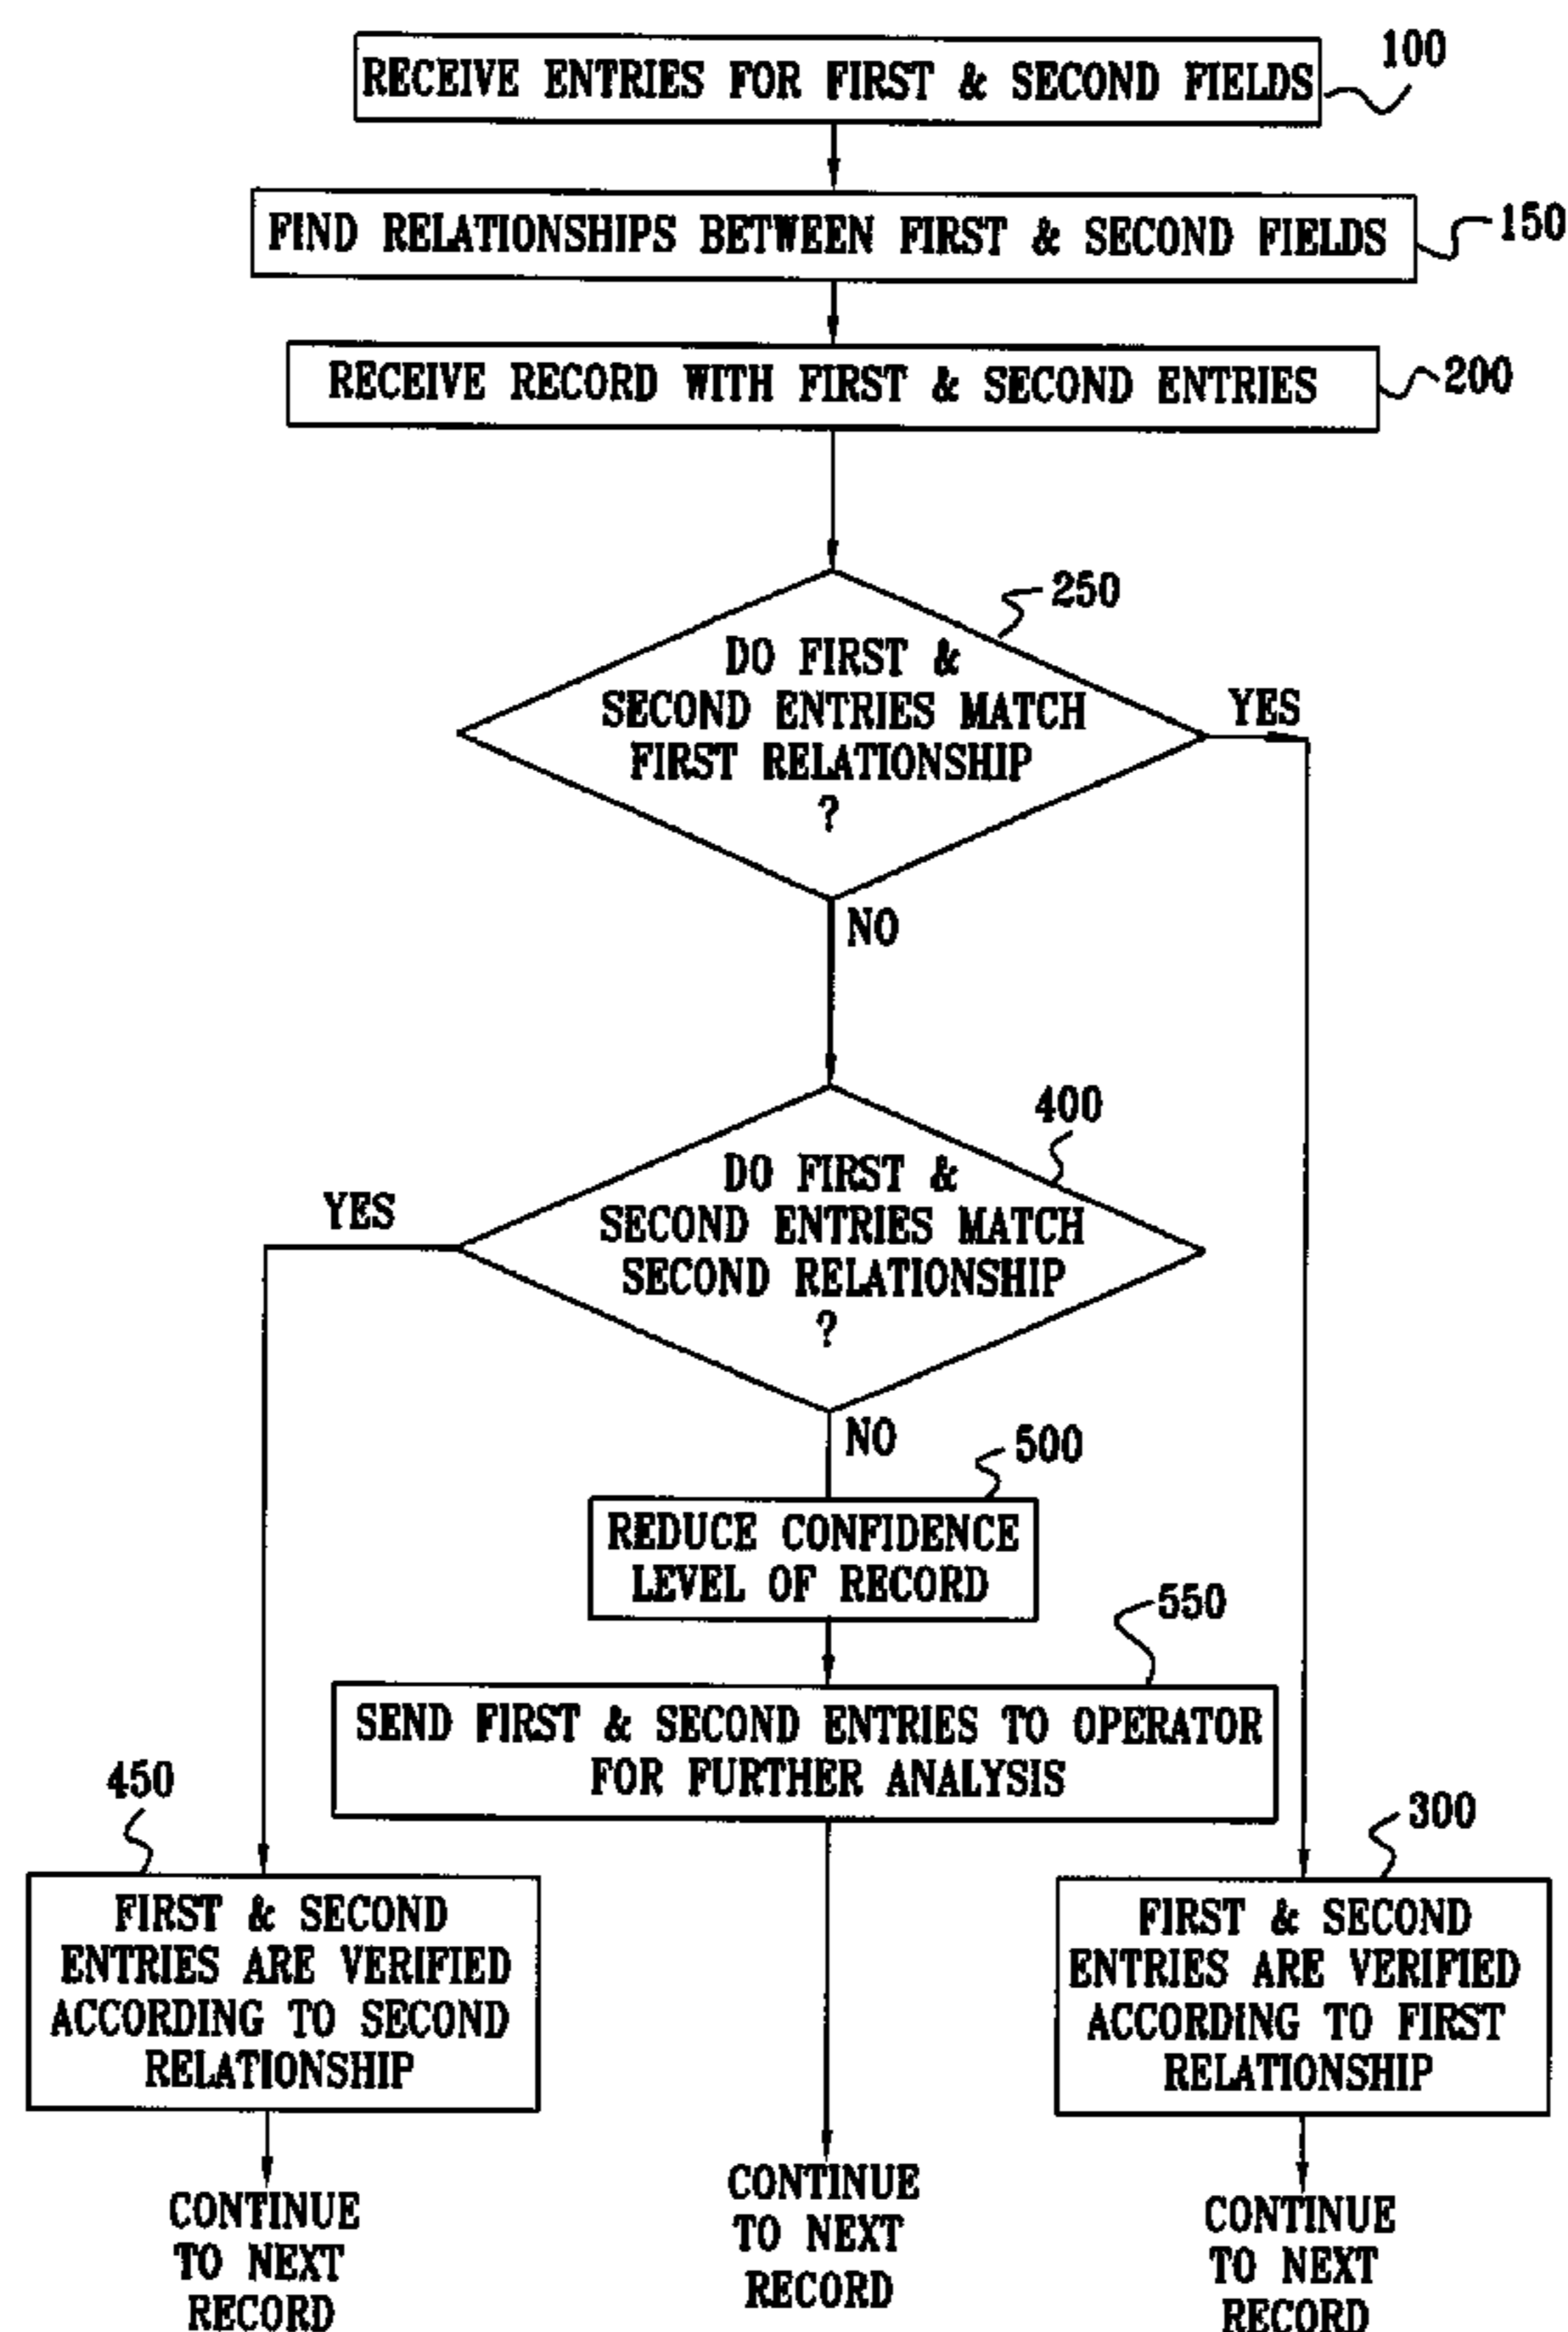 RECEIVE ENTRIES FOR FIRST & SECOND FIELDS
100
FIND RELATIONSHIPS BETWEEN FIRST & SECOND FIELDS
150
RECEIVE RECORD WITH FIRST & SECOND ENTRIES
200
250
DO FIRST &
SECOND ENTRIES MATCH
FIRST RELATIONSHIP
?
YES
NO
400
DO FIRST &
SECOND ENTRIES MATCH
SECOND RELATIONSHIP
?
YES
NO
500
REDUCE CONFIDENCE
LEVEL OF RECORD
550
SEND FIRST & SECOND ENTRIES TO OPERATOR
FOR FURTHER ANALYSIS
450
FIRST & SECOND
ENTRIES ARE VERIFIED
ACCORDING TO SECOND
RELATIONSHIP
300
FIRST & SECOND
ENTRIES ARE VERIFIED
ACCORDING TO FIRST
RELATIONSHIP
CONTINUE
TO NEXT
RECORD
CONTINUE
TO NEXT
RECORD
CONTINUE
TO NEXT
RECORD